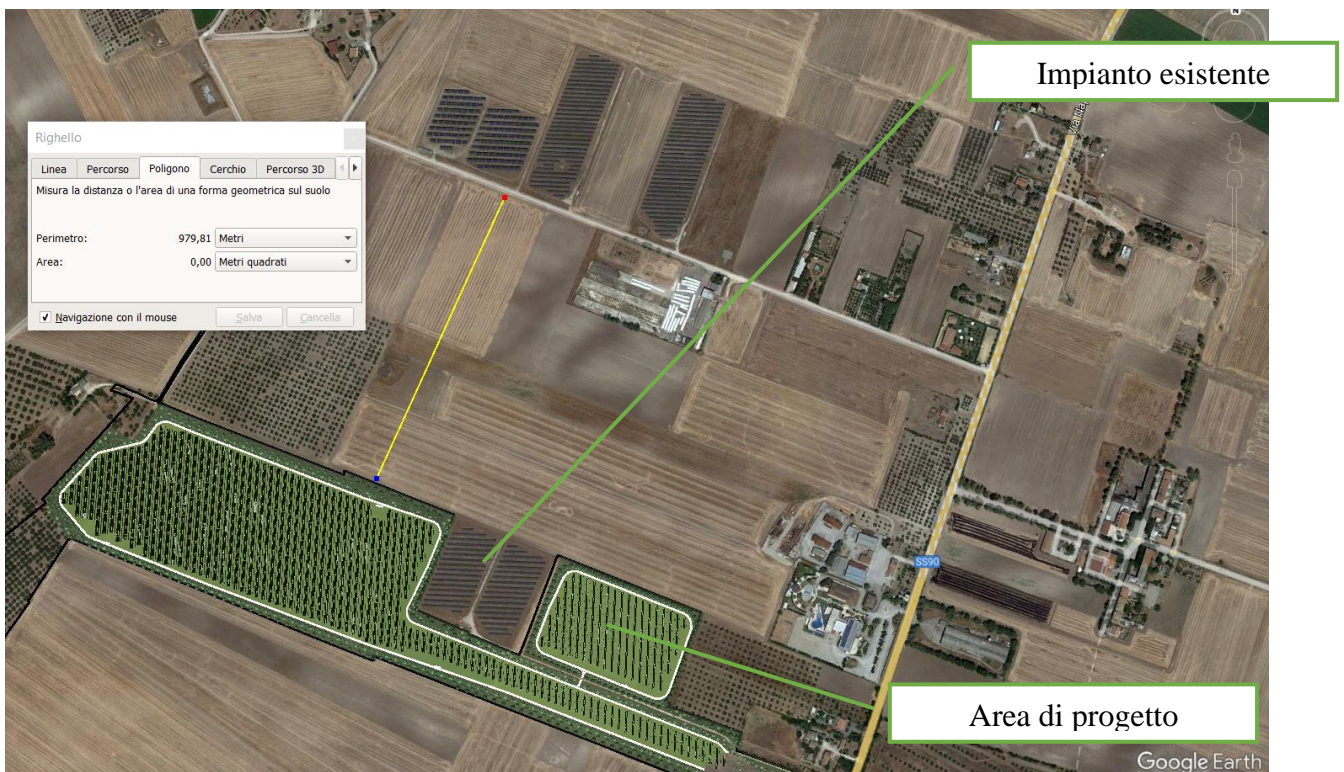 N
Impianto esistente
Righello
Linea Percorso Poligono Cerchio Percorso 3D
Misura la distanza o l'area di una forma geometrica sul suolo
Perimetro: 979,81 Metri
Area: 0,00 Metri quadrati
Navigazione con il mouse Salva Cancella
SS90
Area di progetto
Google Earth